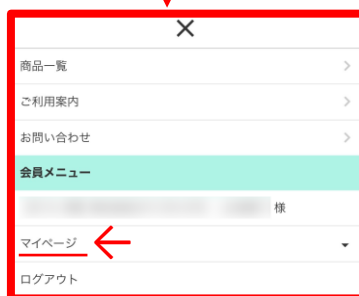 商品一覧
ご利用案内
お問い合わせ
会員メニュー
様
マイページ
ログアウト